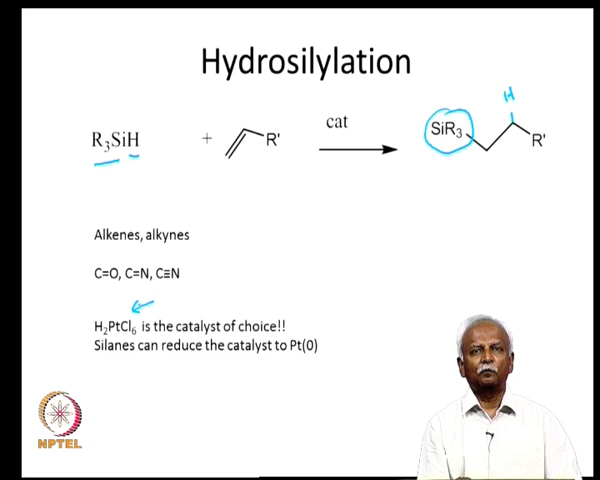 Hydrosilylation
H
R₃SiH + R' cat SiR₃ R'
Alkenes, alkynes
C=O, C=N, C≡N
H₂PtCl₆ is the catalyst of choice!!
Silanes can reduce the catalyst to Pt(0)
NPTEL